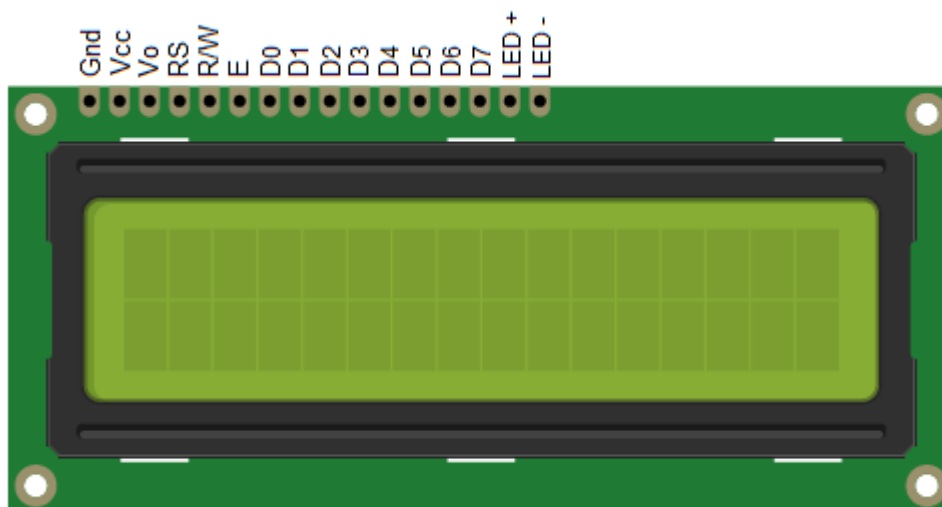 Gnd
Vcc
Vo
RS
R/W
E
D0
D1
D2
D3
D4
D5
D6
D7
LED +
LED -